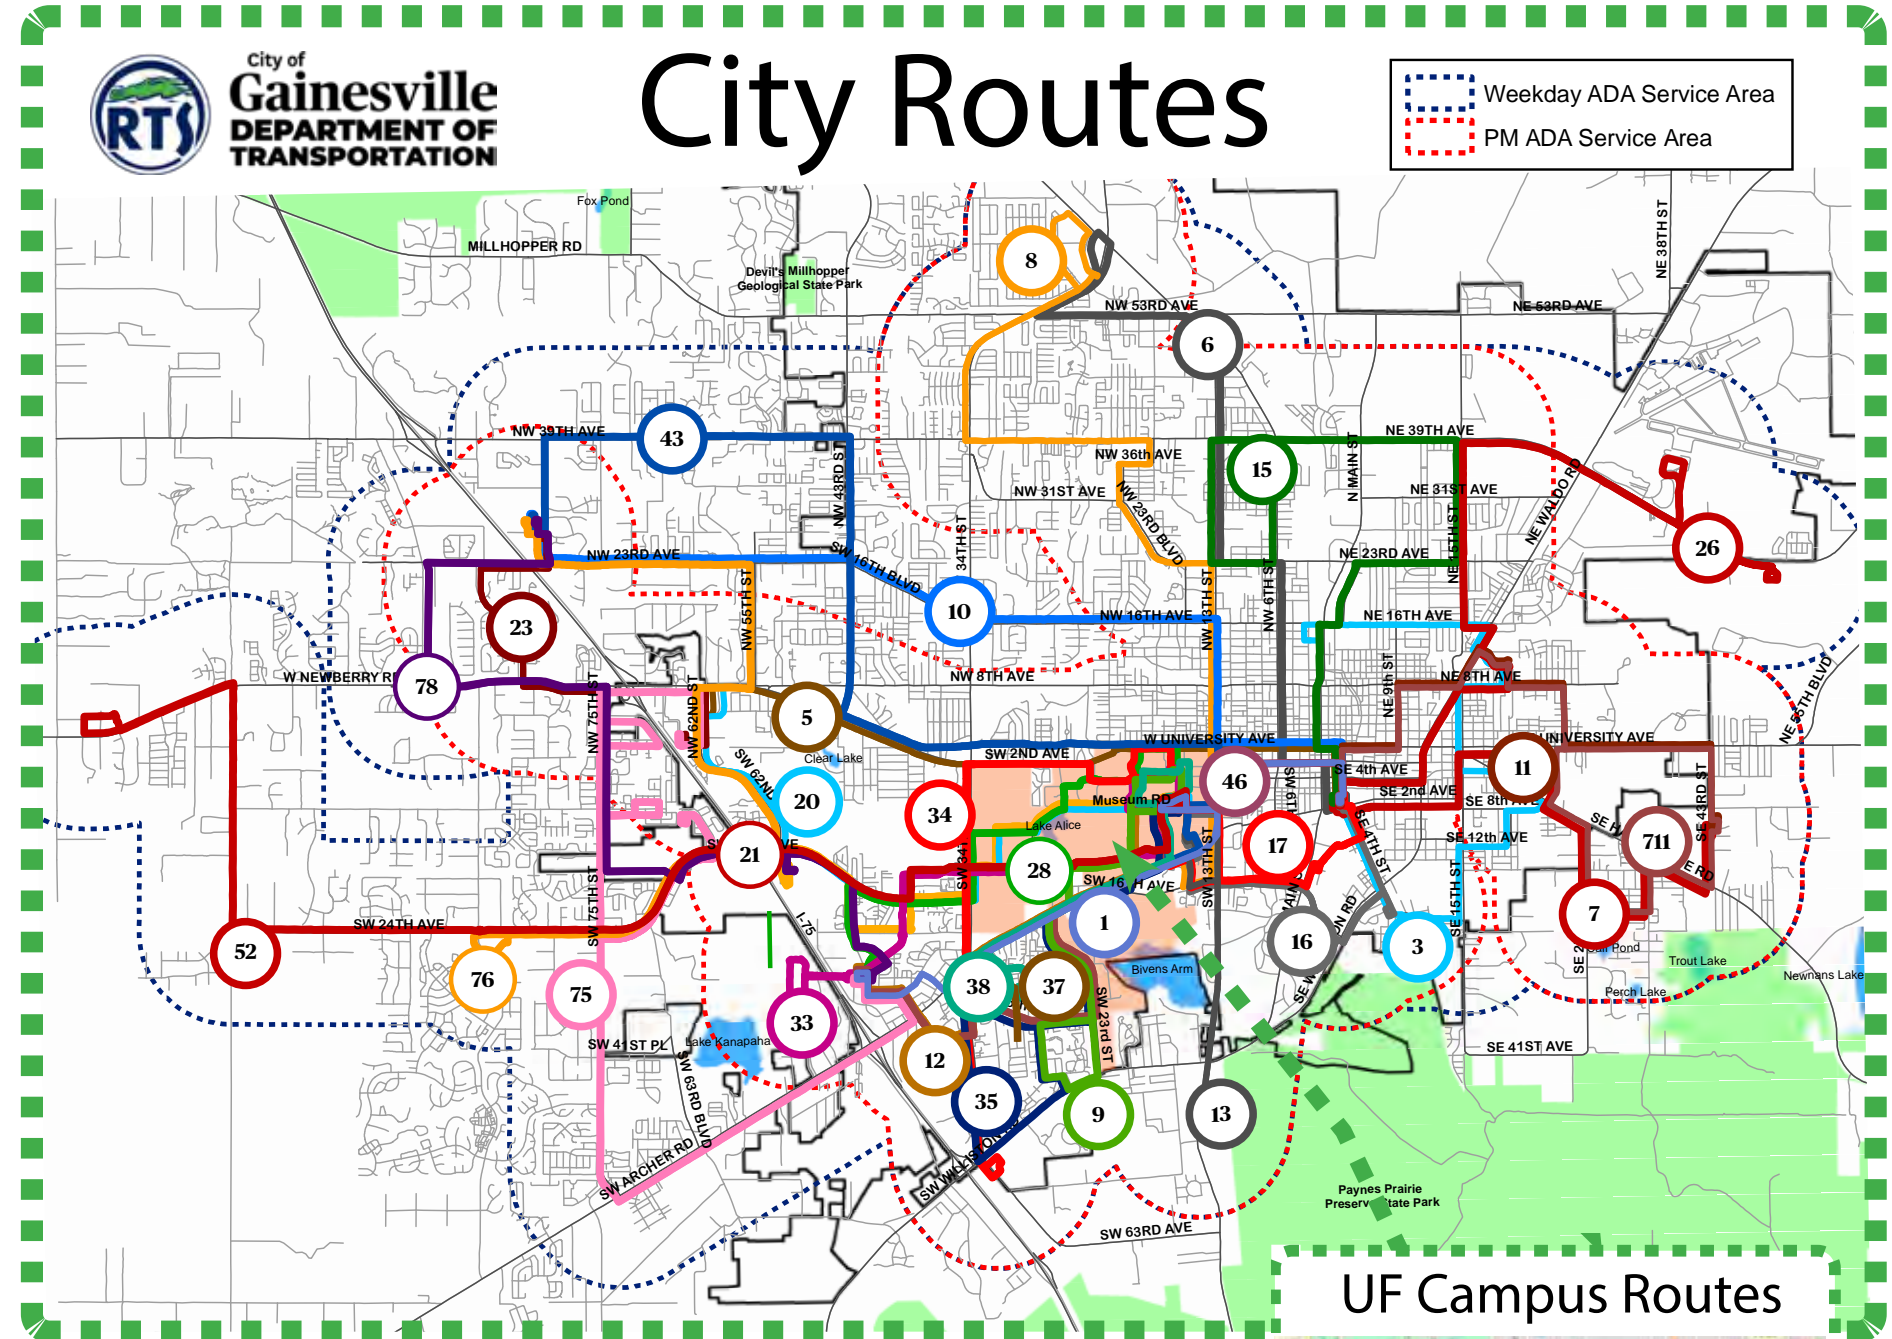 City of
Gainesville
DEPARTMENT OF
TRANSPORTATION
RTS
City Routes
Weekday ADA Service Area
PM ADA Service Area
Fox Pond
MILLHOPPER RD
Devil's Millhopper
Geological State Park
NE 38TH ST
8
NW 53RD AVE
NE 53RD AVE
6
NW 39TH AVE
43
NE 39TH AVE
NW 36th AVE
15
N MAIN ST
NW 43RD ST
NW 31ST AVE
NE 31ST AVE
NW 23RD BLVD
NE WALDO RD
34TH ST
NE 15TH ST
NW 23RD AVE
SW 16TH BLVD
NE 23RD AVE
26
NW 55TH ST
NW 13TH ST
NW 6TH ST
10
NW 16TH AVE
NE 16TH AVE
23
W NEWBERRY R
78
NW 8TH AVE
NE 8TH AVE
NE 9TH ST
NE 55TH BLVD
NW 75TH ST
NW 62ND ST
5
Clear Lake
SW 2ND AVE
W UNIVERSITY AVE
UNIVERSITY AVE
SW 62ND
20
46
SE 4th AVE
11
SE 2nd AVE
SE 8th AVE
SE 43RD ST
34
Museum RD
Lake Alice
17
SE 4TH ST
SE 12th AVE
711
E RD
21
28
SW 16TH AVE
SW 13TH ST
SW 75TH ST
SW 24TH AVE
52
I-75
1
16
3
SE 15TH ST
7
Trout Lake
Newnans Lake
Perch Lake
76
75
33
38
37
Bivens Arm
SW 23rd ST
SW 41ST PL
Lake Kanapaha
SW 63RD BLVD
12
35
9
13
SE 41ST AVE
SW ARCHER RD
SW WILLISTON RD
SW 63RD AVE
Paynes Prairie
Preserve State Park
UF Campus Routes